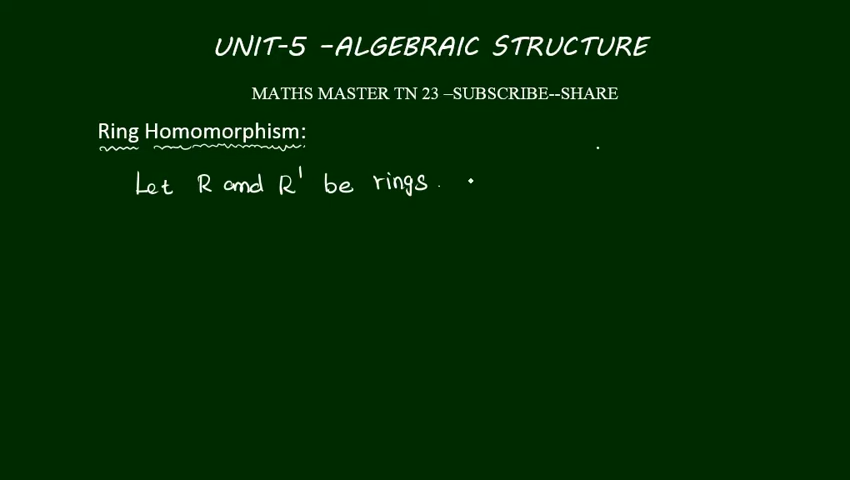 UNIT-5 –ALGEBRAIC STRUCTURE
MATHS MASTER TN 23 –SUBSCRIBE--SHARE
Ring Homomorphism:
Let R and R' be rings.